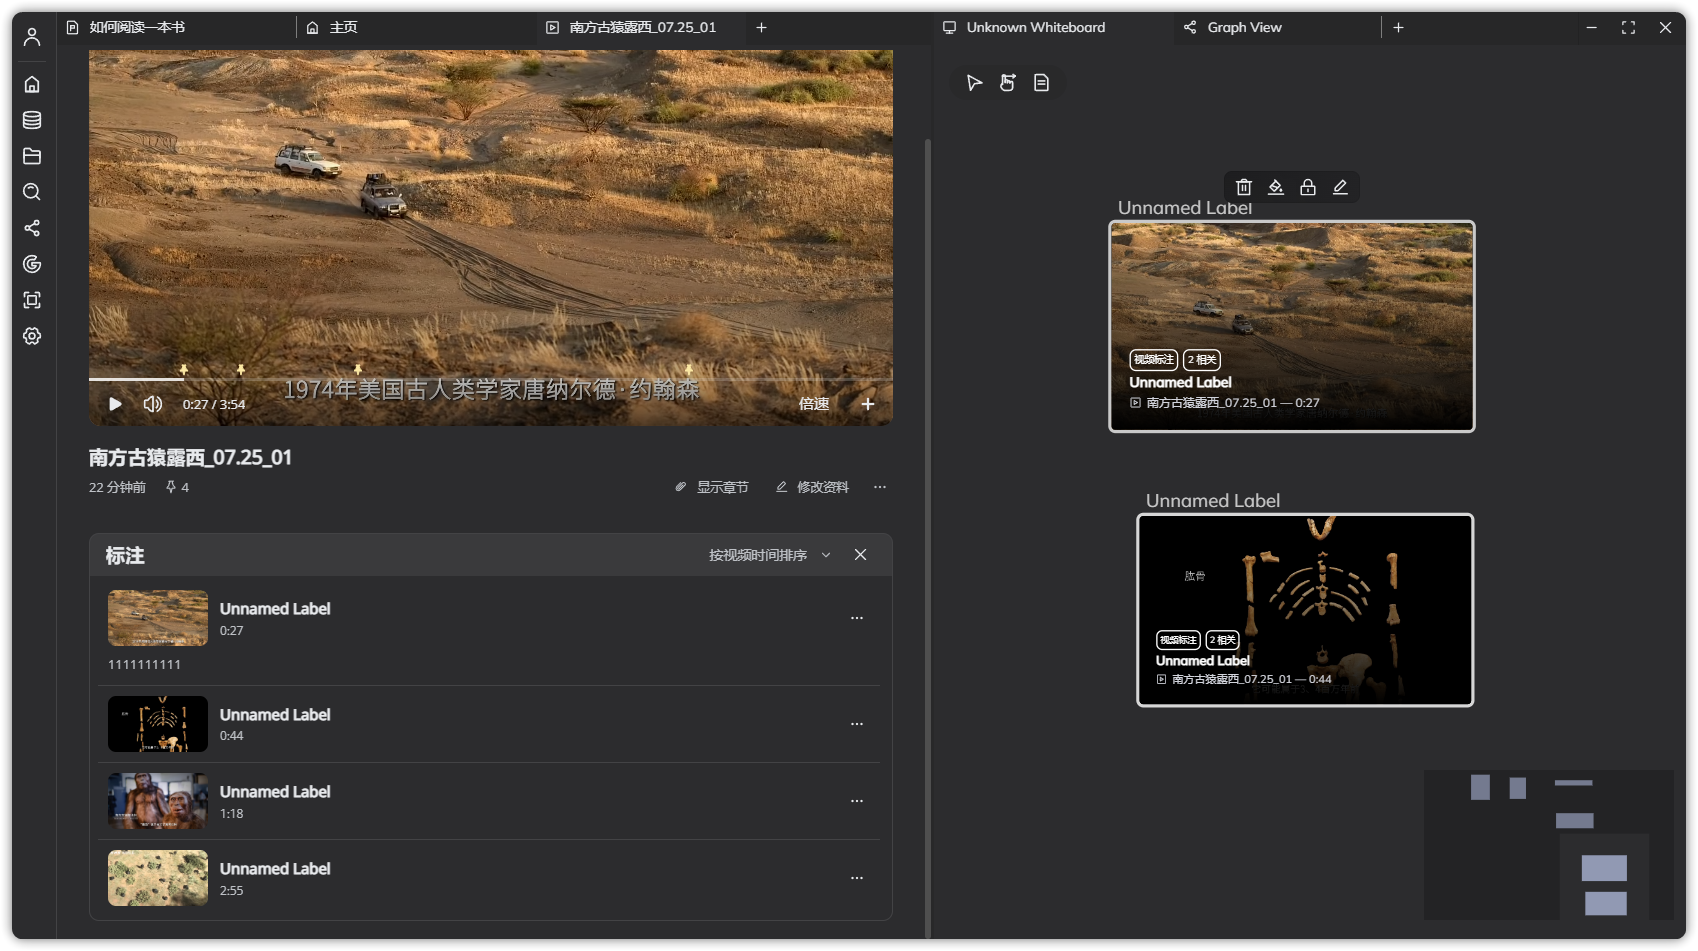 如何阅读一本书
主页
南方古猿露西_07.25_01
Unknown Whiteboard
Graph View
1974年美国古人类学家唐纳尔德·约翰森
0:27 / 3:54
倍速
南方古猿露西_07.25_01
22 分钟前
4
显示章节
修改资料
标注
按视频时间排序
Unnamed Label
0:27
1111111111
Unnamed Label
0:44
Unnamed Label
1:18
Unnamed Label
2:55
Unnamed Label
视频标注
2 相关
Unnamed Label
南方古猿露西_07.25_01 — 0:27
Unnamed Label
肱骨
视频标注
2 相关
Unnamed Label
南方古猿露西_07.25_01 — 0:44